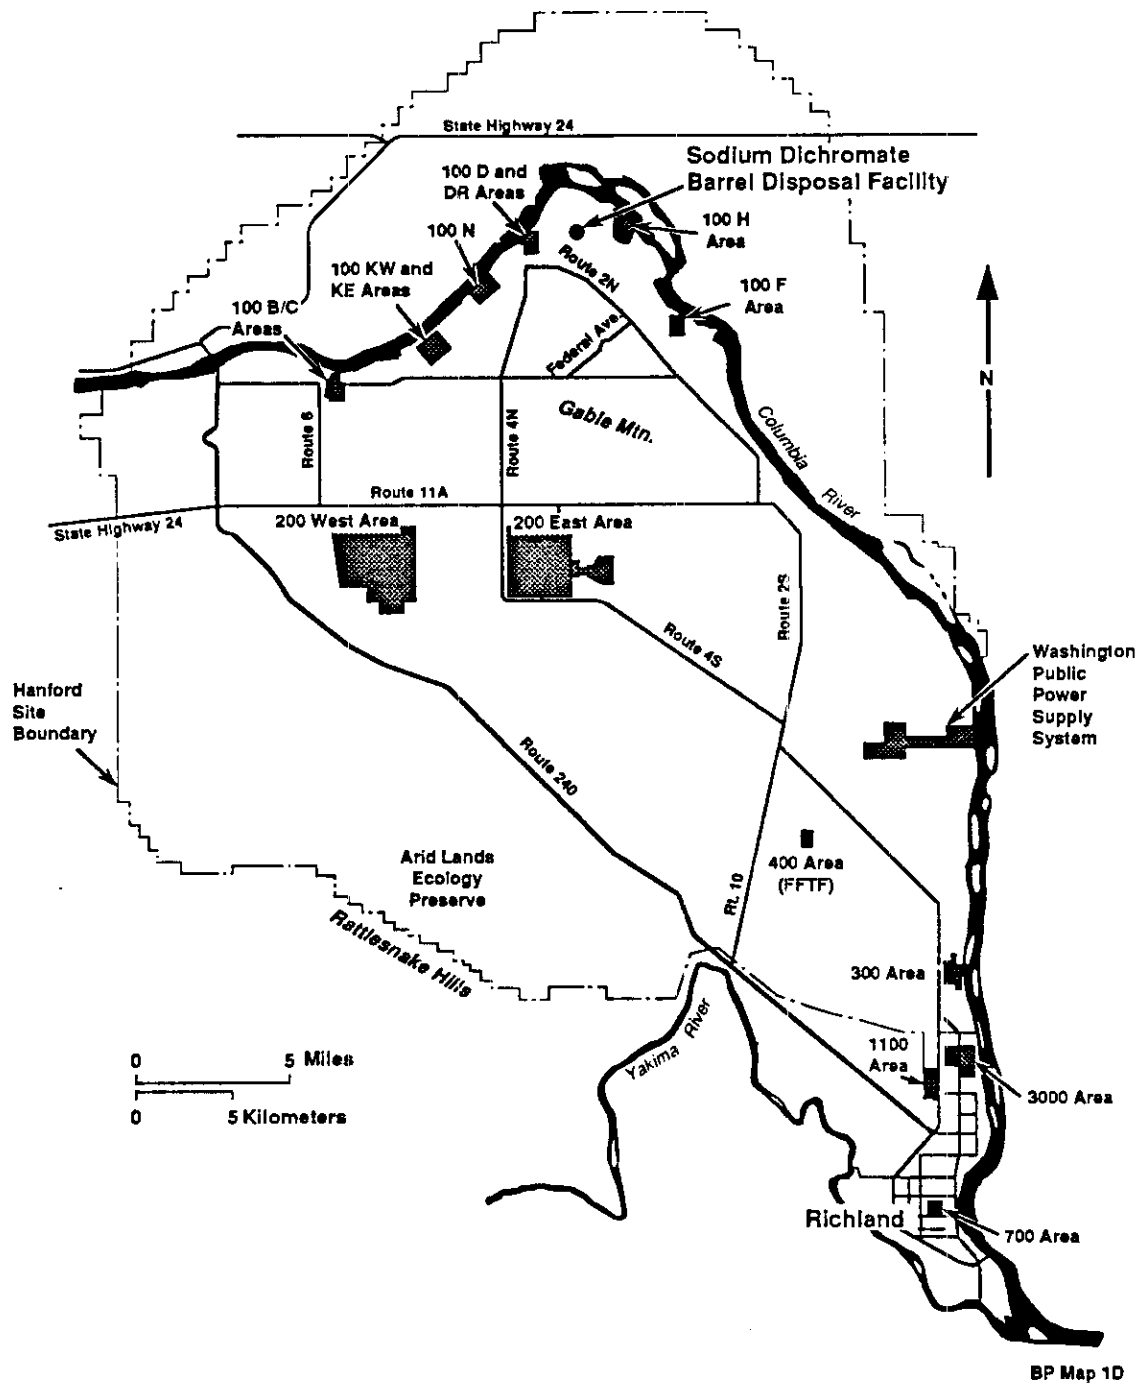 State Highway 24
Sodium Dichromate
Barrel Disposal Facility
100 D and
DR Areas
100 H
Area
100 N
Route 2N
100 KW and
KE Areas
100 F
Area
100 B/C
Areas
Federal Ave.
N
Gable Mtn.
Columbia
River
Route 6
Route 4N
Route 11A
State Highway 24
200 West Area
200 East Area
Route 2S
Route 4S
Washington
Public
Power
Supply
System
Hanford
Site
Boundary
Route 240
400 Area
(FFTF)
Arid Lands
Ecology
Preserve
Rt. 10
Rattlesnake Hills
300 Area
Yakima River
1100
Area
3000 Area
0 5 Miles
0 5 Kilometers
Richland
700 Area
BP Map 1D